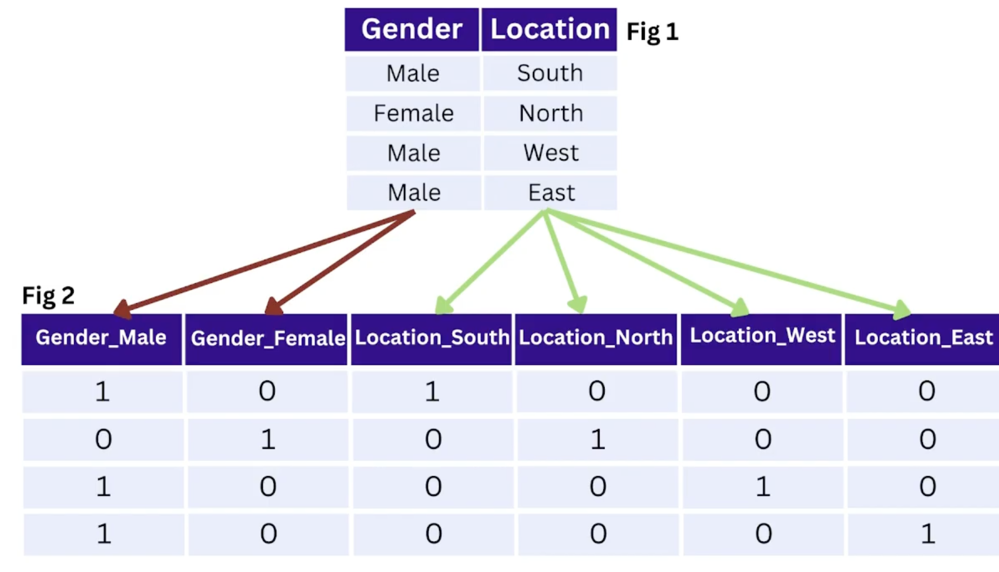 Gender Location Fig 1
Male South
Female North
Male West
Male East
Fig 2
Gender_Male Gender_Female Location_South Location_North Location_West Location_East
1 0 1 0 0 0
0 1 0 1 0 0
1 0 0 0 1 0
1 0 0 0 0 1